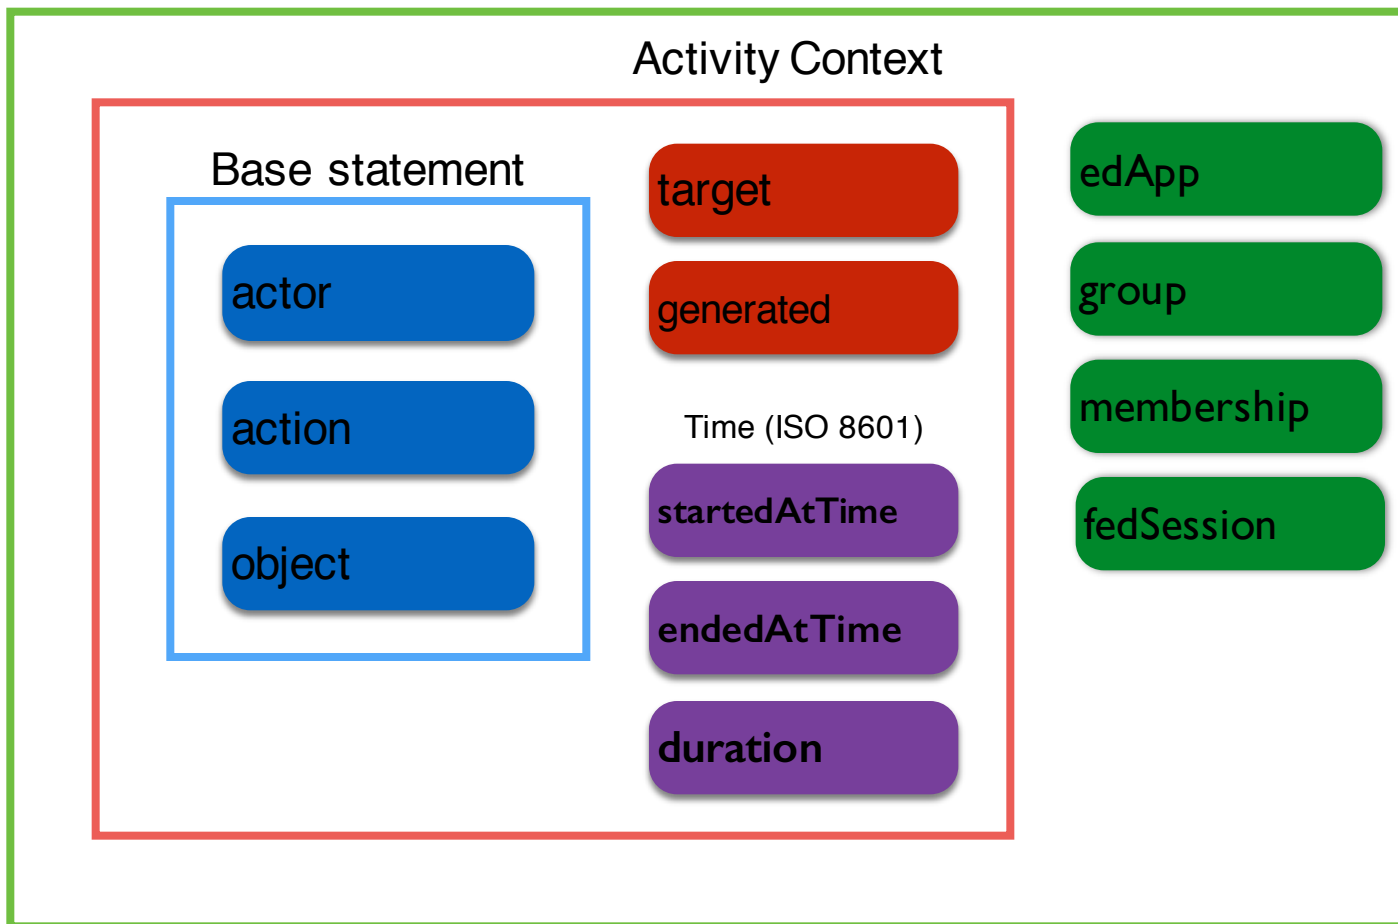 Activity Context
Base statement
actor
action
object
target
generated
Time (ISO 8601)
startedAtTime
endedAtTime
duration
edApp
group
membership
fedSession